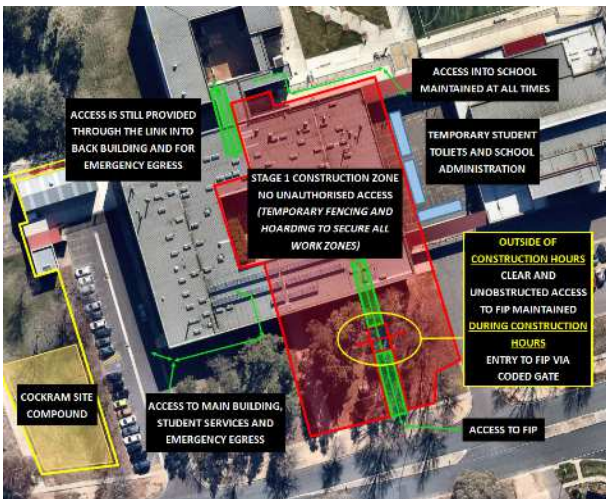 ACCESS INTO SCHOOL
MAINTAINED AT ALL TIMES
ACCESS IS STILL PROVIDED
THROUGH THE LINK INTO
BACK BUILDING AND FOR
EMERGENCY EGRESS
TEMPORARY STUDENT
TOLIETS AND SCHOOL
ADMINISTRATION
STAGE 1 CONSTRUCTION ZONE
NO UNAUTHORISED ACCESS
(TEMPORARY FENCING AND
HOARDING TO SECURE ALL
WORK ZONES)
OUTSIDE OF
CONSTRUCTION HOURS
CLEAR AND
UNOBSTRUCTED ACCESS
TO FIP MAINTAINED
DURING CONSTRUCTION
HOURS
ENTRY TO FIP VIA
CODED GATE
COCKRAM SITE
COMPOUND
ACCESS TO MAIN BUILDING,
STUDENT SERVICES AND
EMERGENCY EGRESS
ACCESS TO FIP